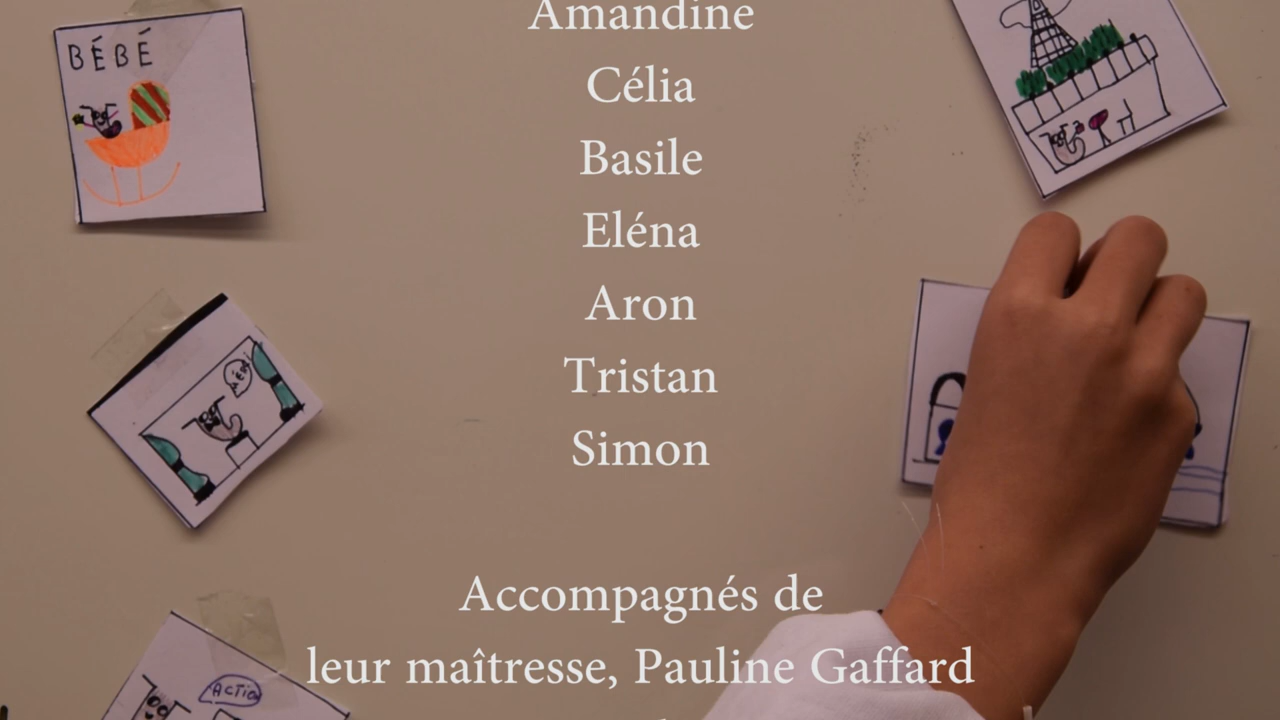 Amandine
Célia
Basile
Eléna
Aron
Tristan
Simon
Accompagnés de
leur maîtresse, Pauline Gaffard
BÉBÉ
ACTIO